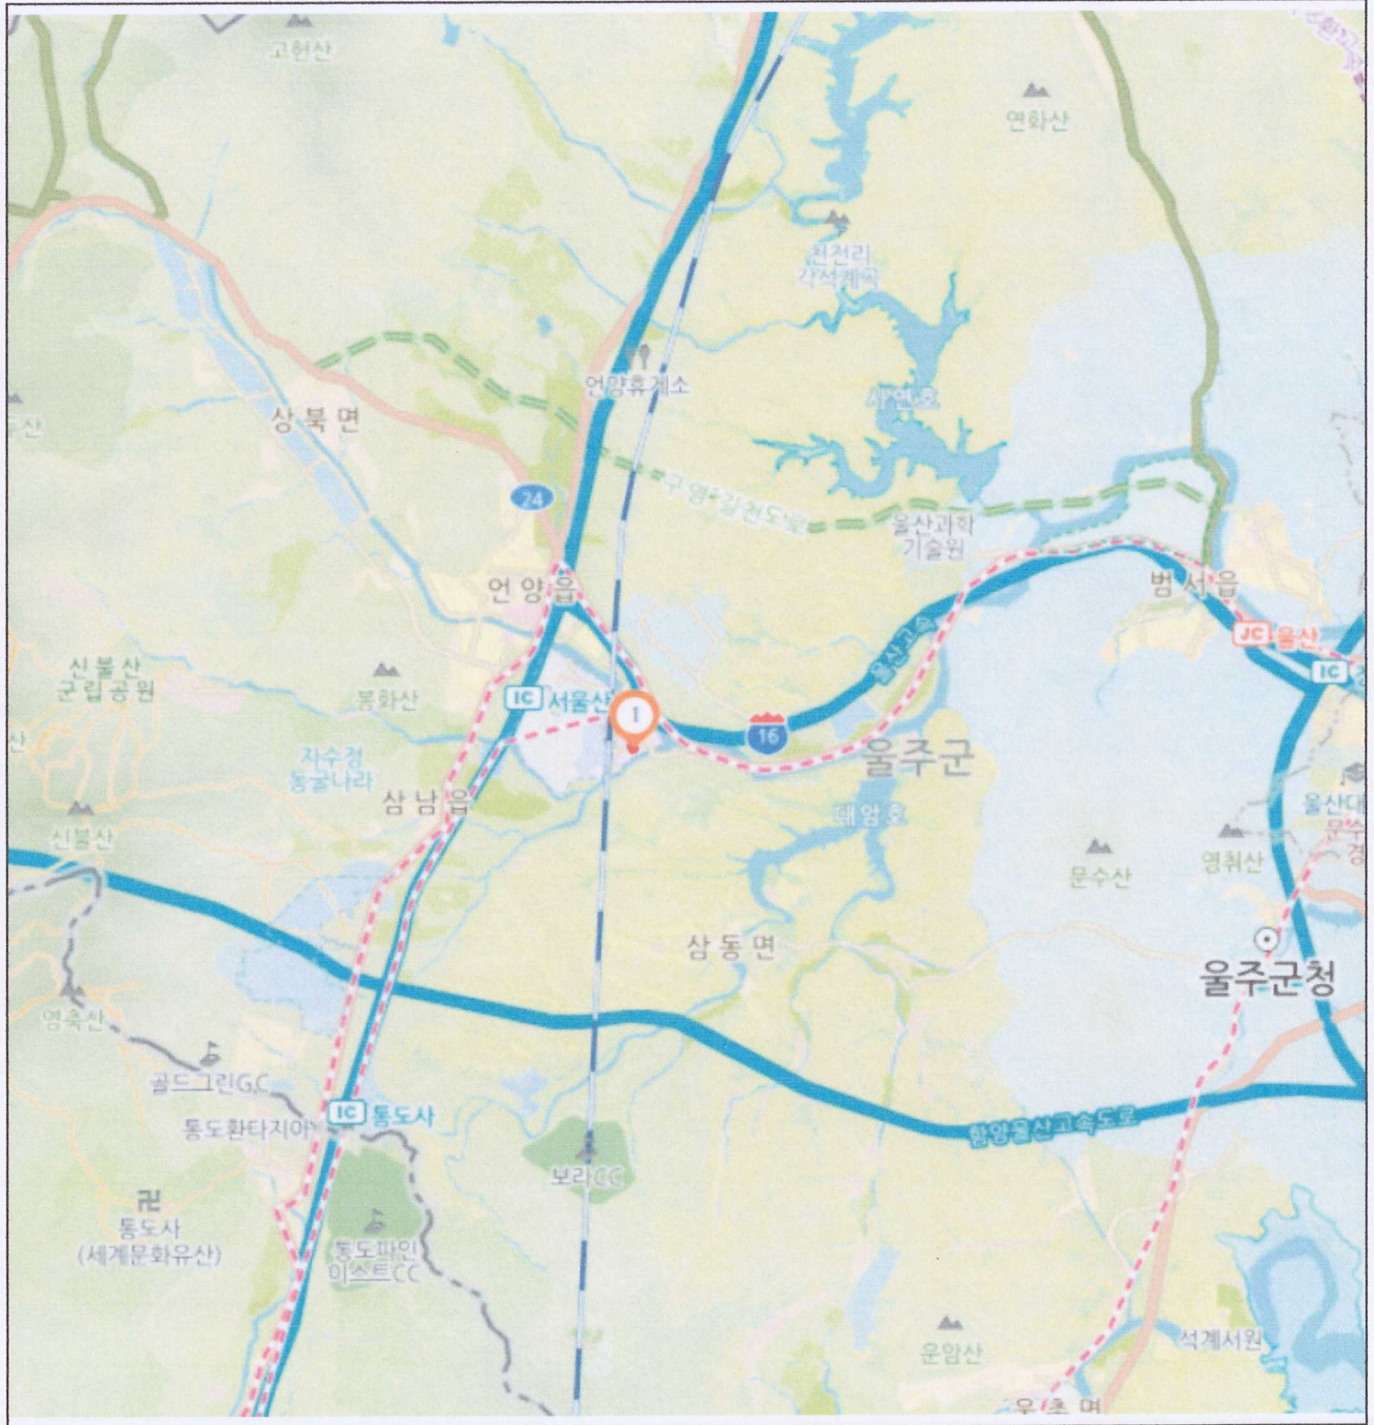 고헌산
연화산
천전리
각석계곡
언양휴게소
사연호
상북면
산
24
구영~길천도로
울산과학
기술원
언양읍
범서읍
JC 울산
IC
울산고속
신불산
군립공원
봉화산
IC 서울산
1
16
울주군
자수정
동굴나라
삼남읍
대암호
신불산
울산대
문수
경
영취산
문수산
삼동면
울주군청
영축산
골드그린G.C
통도환타지아
IC 통도사
함양울산고속도로
보라CC
통도사
(세계문화유산)
통도파인
이스트CC
운암산
석계서원
웅촌면